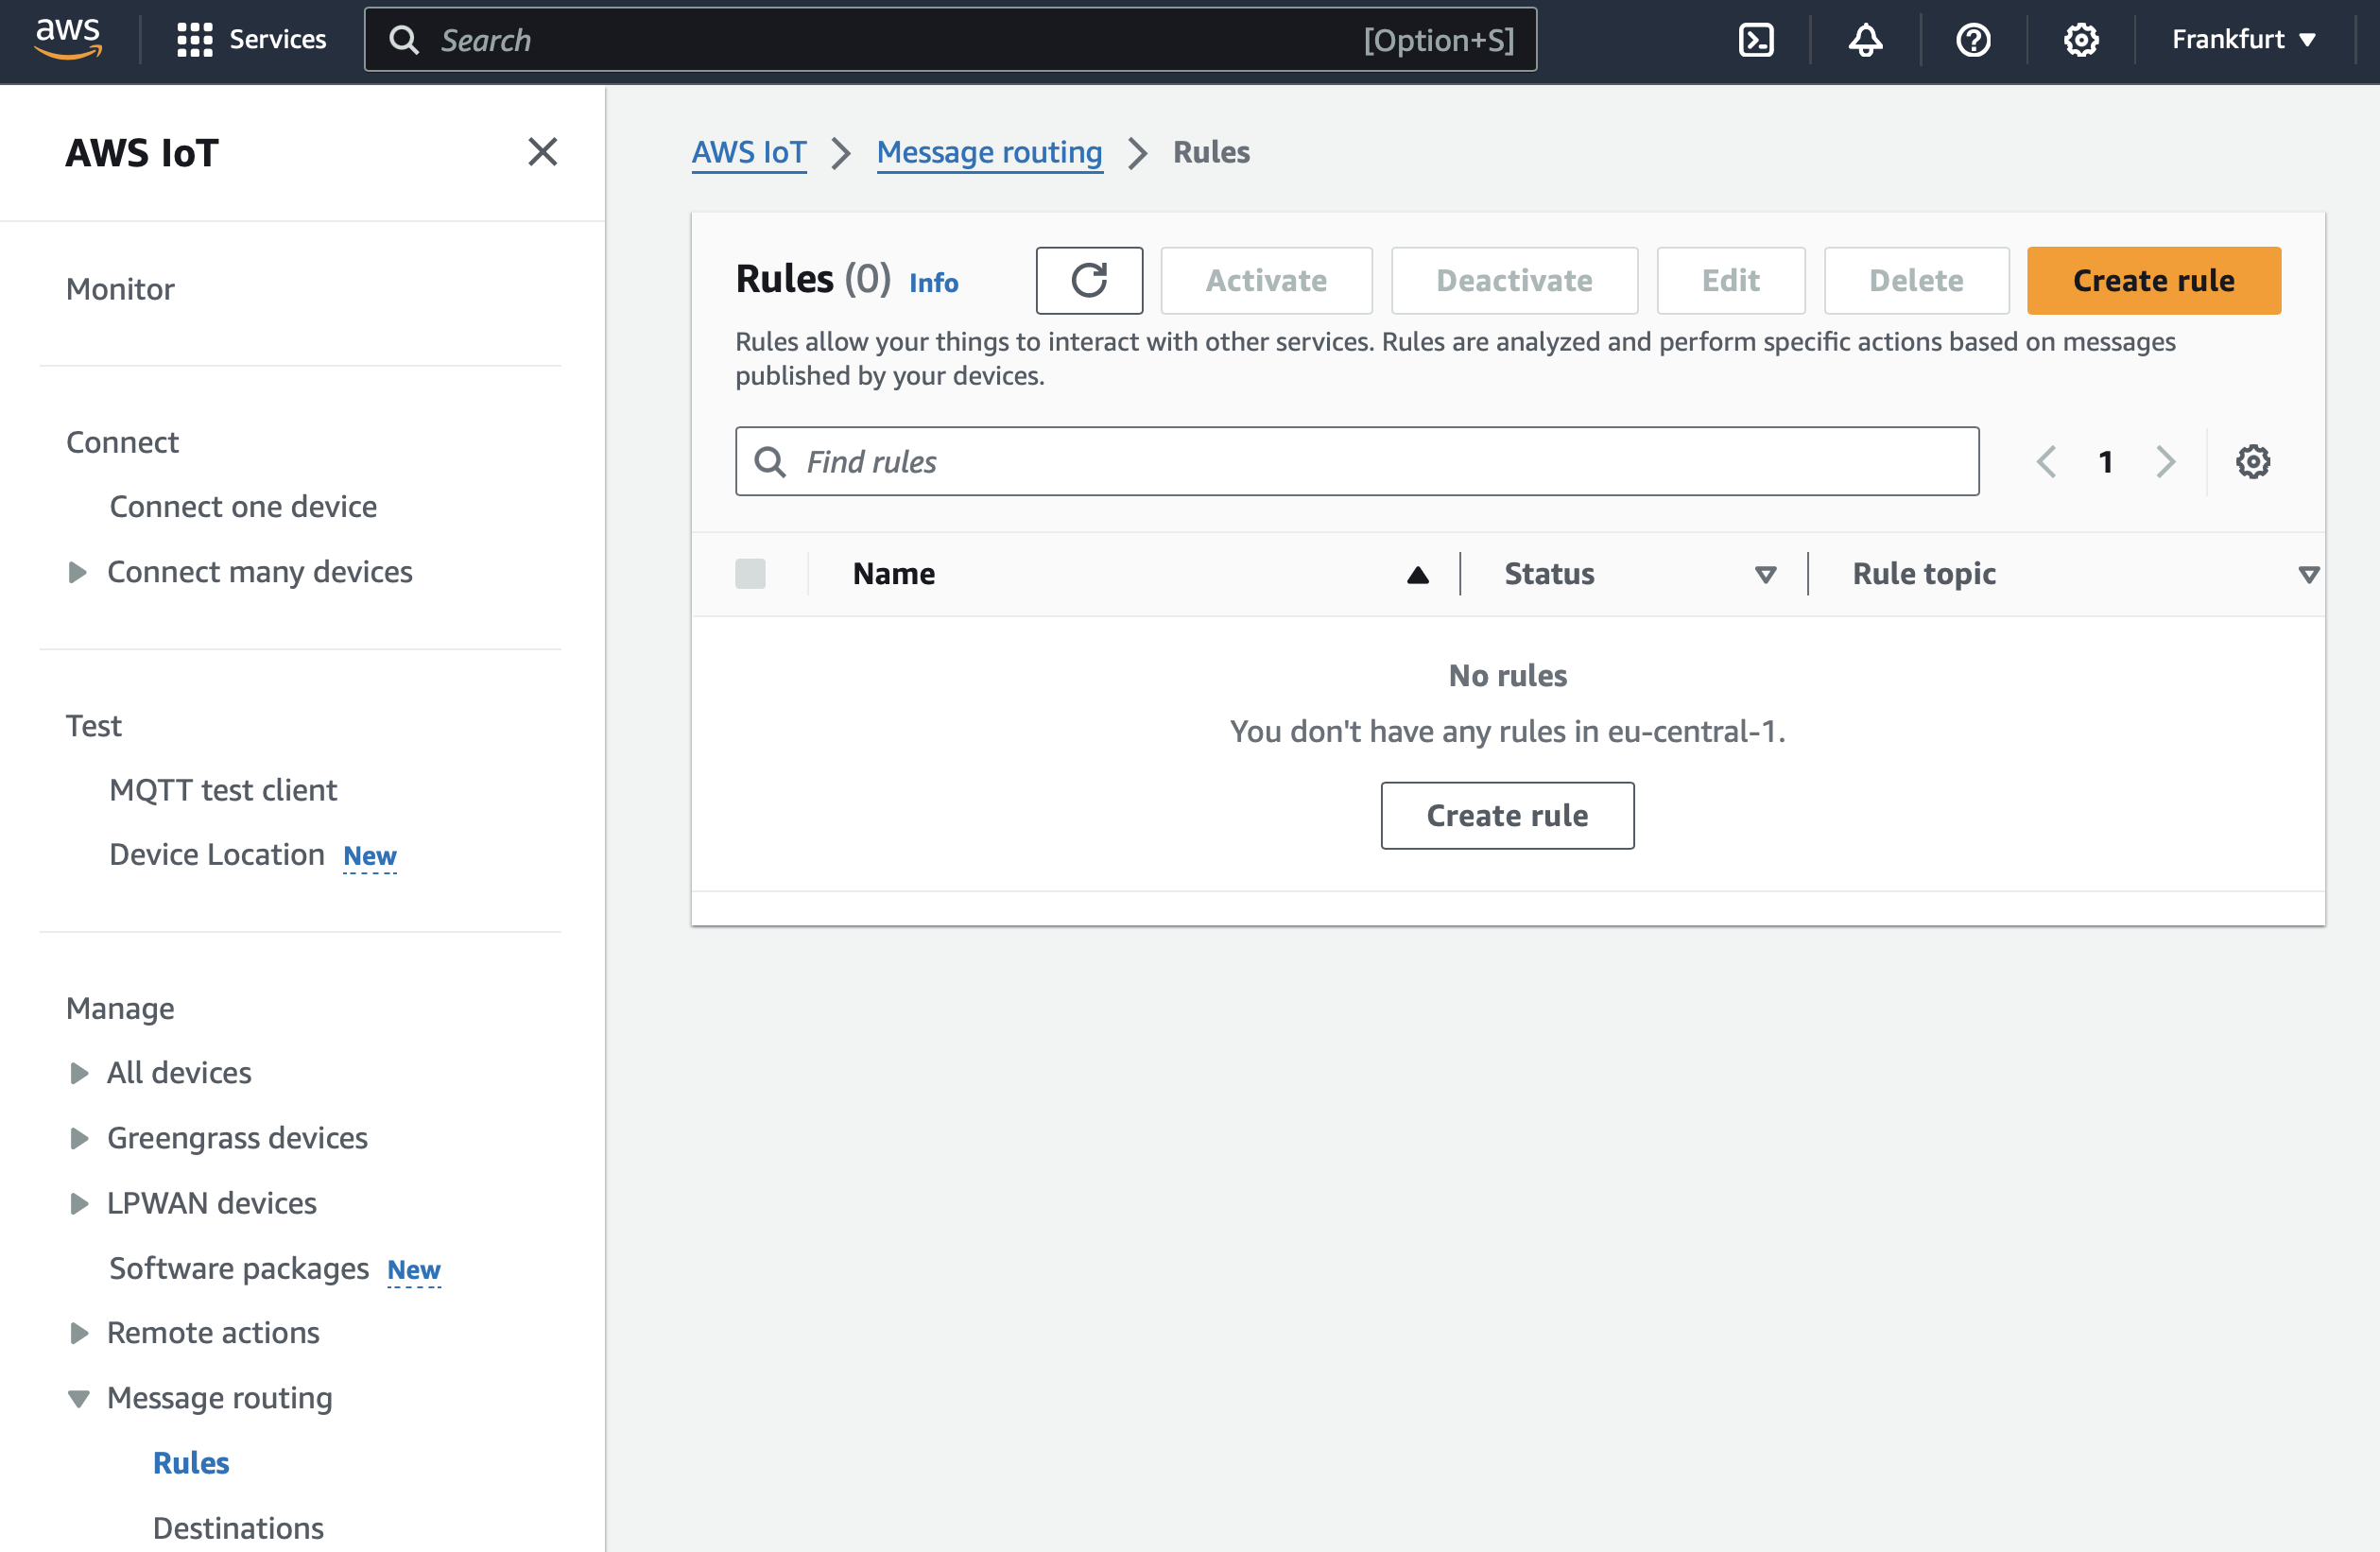 aws
Services
Search
[Option+S]
Frankfurt
AWS IoT
Monitor
Connect
Connect one device
Connect many devices
Test
MQTT test client
Device Location New
Manage
All devices
Greengrass devices
LPWAN devices
Software packages New
Remote actions
Message routing
Rules
Destinations
AWS IoT
Message routing
Rules
Rules (0) Info
Activate
Deactivate
Edit
Delete
Create rule
Rules allow your things to interact with other services. Rules are analyzed and perform specific actions based on messages
published by your devices.
Find rules
1
Name
Status
Rule topic
No rules
You don't have any rules in eu-central-1.
Create rule